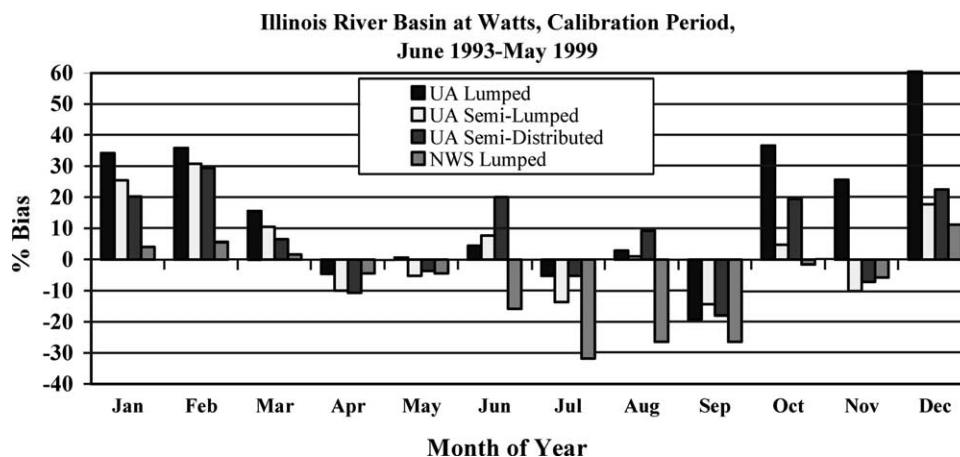 Illinois River Basin at Watts, Calibration Period,
June 1993-May 1999
UA Lumped
UA Semi-Lumped
UA Semi-Distributed
NWS Lumped
% Bias
60
50
40
30
20
10
0
-10
-20
-30
-40
Jan Feb Mar Apr May Jun Jul Aug Sep Oct Nov Dec
Month of Year